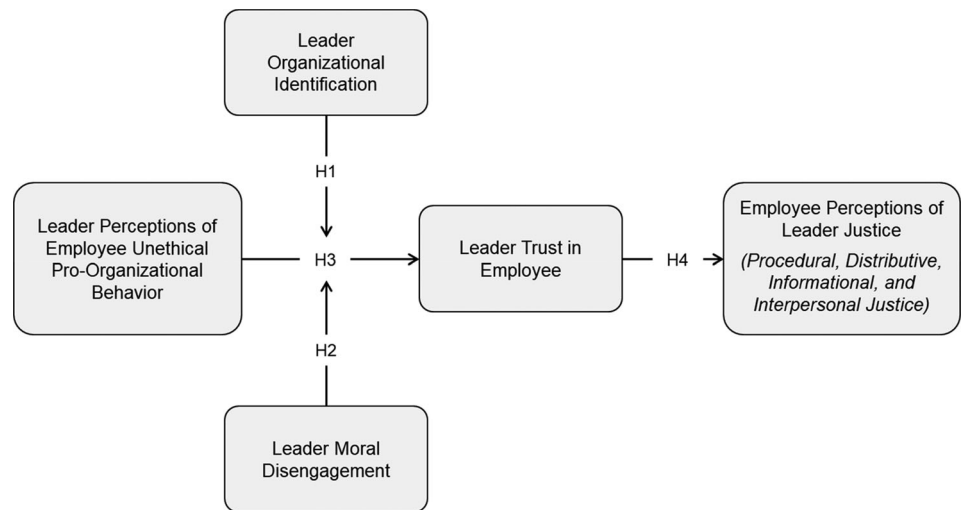 Leader
Organizational
Identification
H1
Leader Perceptions of
Employee Unethical
Pro-Organizational
Behavior
H3
Leader Trust in
Employee
H4
Employee Perceptions of
Leader Justice
(Procedural, Distributive,
Informational, and
Interpersonal Justice)
H2
Leader Moral
Disengagement